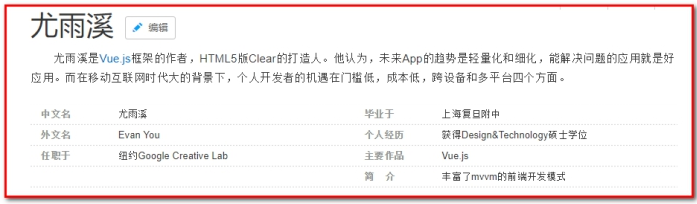 尤雨溪 编辑
尤雨溪是Vue.js框架的作者，HTML5版Clear的打造人。他认为，未来App的趋势是轻量化和细化，能解决问题的应用就是好
应用。而在移动互联网时代大的背景下，个人开发者的机遇在门槛低，成本低，跨设备和多平台四个方面。
中文名 尤雨溪 毕业于 上海复旦附中
外文名 Evan You 个人经历 获得Design&Technology硕士学位
任职于 纽约Google Creative Lab 主要作品 Vue.js
简 介 丰富了mvvm的前端开发模式